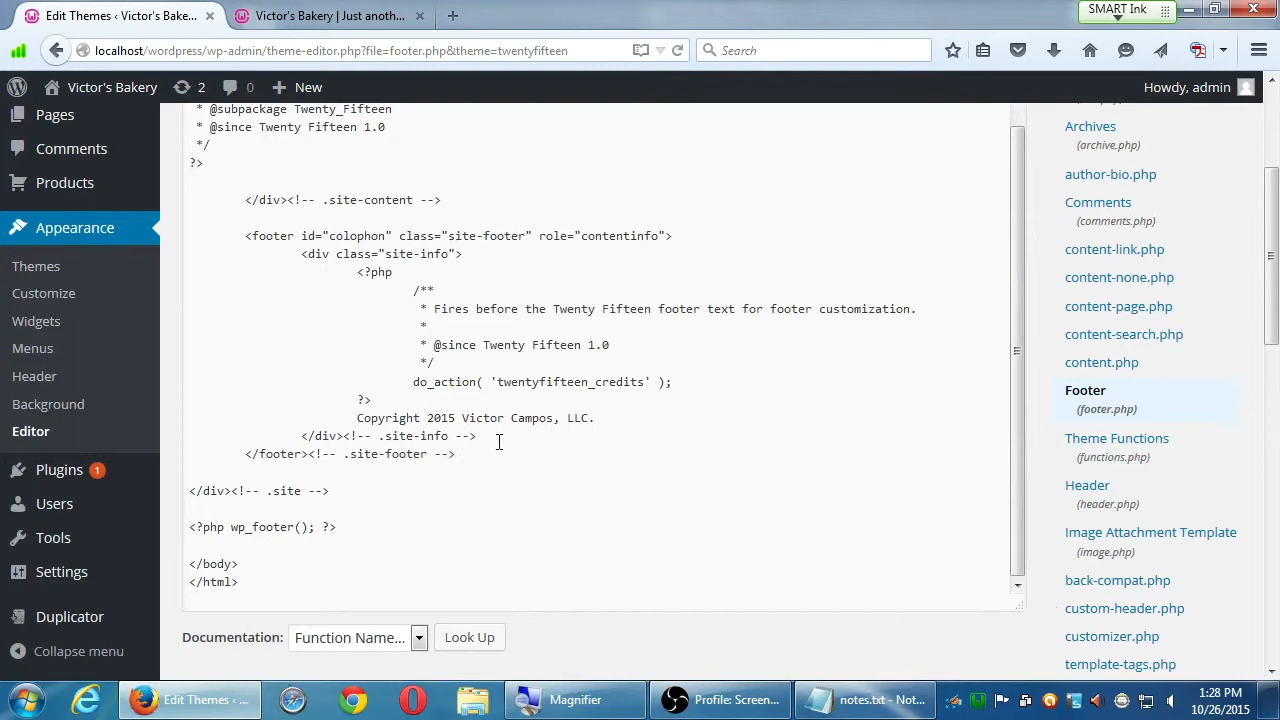 Edit Themes ‹ Victor's Bake...
Victor's Bakery | Just anoth...
SMART Ink
localhost/wordpress/wp-admin/theme-editor.php?file=footer.php&theme=twentyfifteen
Search
Victor's Bakery
2
0
New
Howdy, admin
Pages
Comments
Products
Appearance
Themes
Customize
Widgets
Menus
Header
Background
Editor
Plugins 1
Users
Tools
Settings
Duplicator
Collapse menu
* @subpackage Twenty_Fifteen
* @since Twenty Fifteen 1.0
*/
?>
</div><!-- .site-content -->
<footer id="colophon" class="site-footer" role="contentinfo">
<div class="site-info">
<?php
/**
* Fires before the Twenty Fifteen footer text for footer customization.
*
* @since Twenty Fifteen 1.0
*/
do_action( 'twentyfifteen_credits' );
?>
Copyright 2015 Victor Campos, LLC.
</div><!-- .site-info -->
</footer><!-- .site-footer -->
</div><!-- .site -->
<?php wp_footer(); ?>
</body>
</html>
Documentation:
Function Name...
Look Up
Archives
(archive.php)
author-bio.php
Comments
(comments.php)
content-link.php
content-none.php
content-page.php
content-search.php
content.php
Footer
(footer.php)
Theme Functions
(functions.php)
Header
(header.php)
Image Attachment Template
(image.php)
back-compat.php
custom-header.php
customizer.php
template-tags.php
Edit Themes ‹ ...
Magnifier
Profile: Screen...
notes.txt - Not...
1:28 PM
10/26/2015